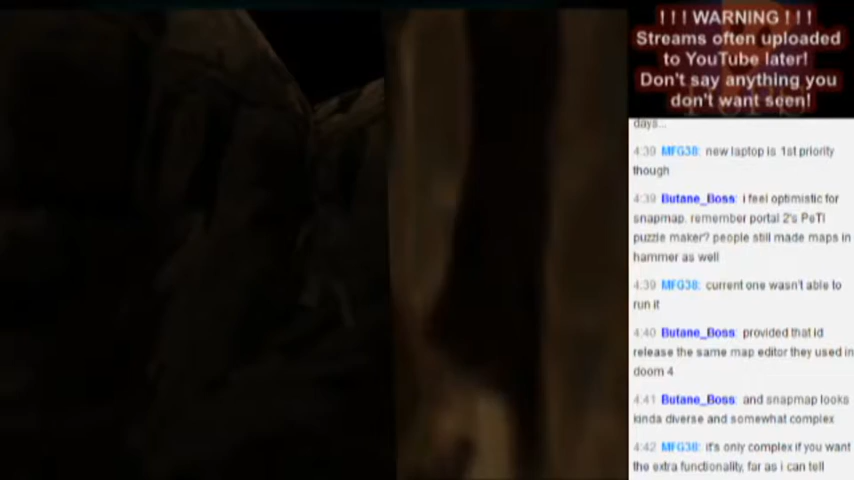 ! ! ! WARNING ! ! !
Streams often uploaded
to YouTube later!
Don't say anything you
don't want seen!
days...
4:39 MFG38: new laptop is 1st priority
though
4:39 Butane_Boss: i feel optimistic for
snapmap. remember portal 2's PeTI
puzzle maker? people still made maps in
hammer as well
4:39 MFG38: current one wasn't able to
run it
4:40 Butane_Boss: provided that id
release the same map editor they used in
doom 4
4:41 Butane_Boss: and snapmap looks
kinda diverse and somewhat complex
4:42 MFG38: it's only complex if you want
the extra functionality, far as i can tell